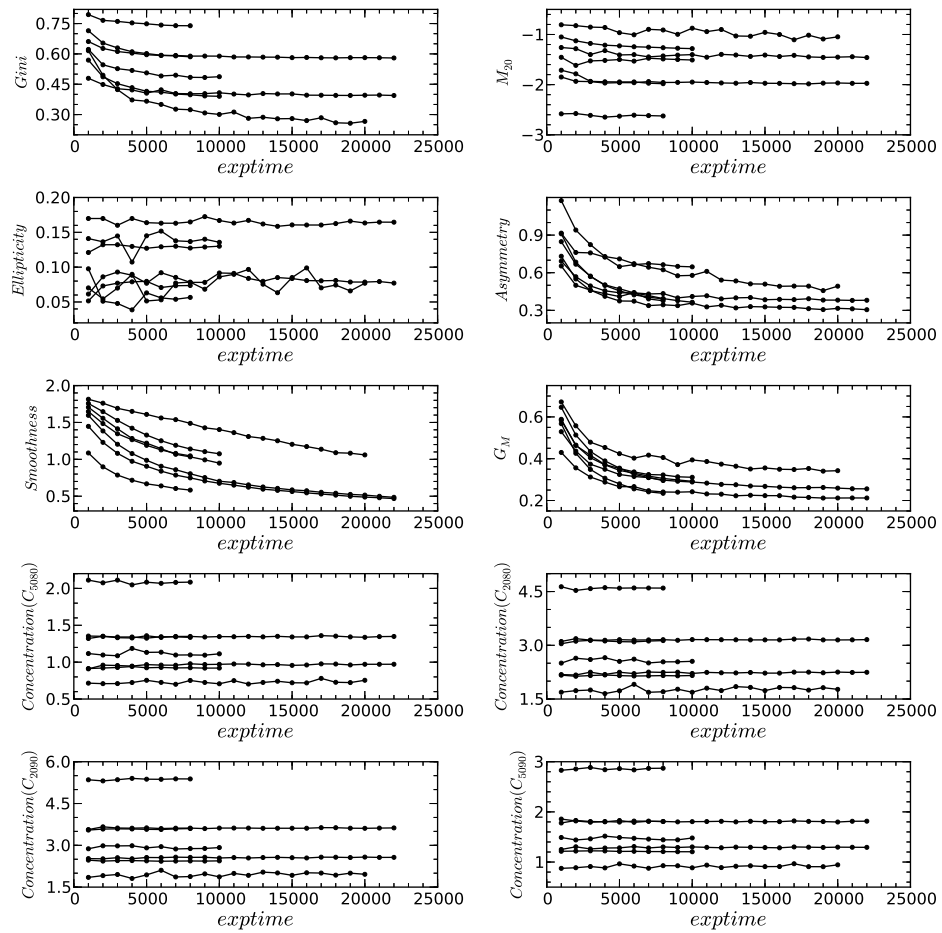 Gini
0.75
0.60
0.45
0.30
0 5000 10000 15000 20000 25000
exptime
M20
−1
−2
−3
0 5000 10000 15000 20000 25000
exptime
Ellipticity
0.20
0.15
0.10
0.05
0 5000 10000 15000 20000 25000
exptime
Asymmetry
0.9
0.6
0.3
0 5000 10000 15000 20000 25000
exptime
Smoothness
2.0
1.5
1.0
0.5
0 5000 10000 15000 20000 25000
exptime
GM
0.6
0.4
0.2
0 5000 10000 15000 20000 25000
exptime
Concentration(C5080)
2.0
1.5
1.0
0.5
0 5000 10000 15000 20000 25000
exptime
Concentration(C2080)
4.5
3.0
1.5
0 5000 10000 15000 20000 25000
exptime
Concentration(C2090)
6.0
4.5
3.0
1.5
0 5000 10000 15000 20000 25000
exptime
Concentration(C5090)
3
2
1
0 5000 10000 15000 20000 25000
exptime